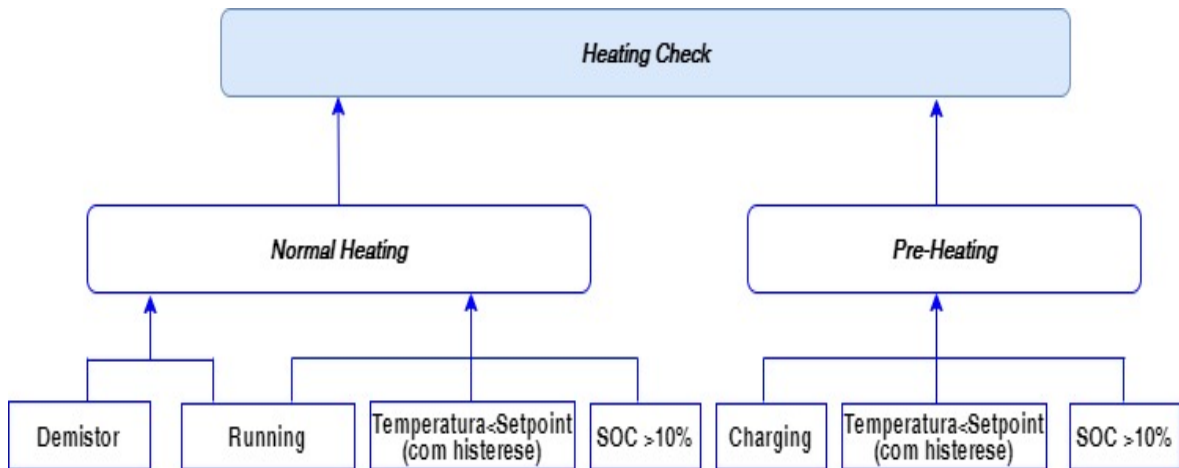 Heating Check
Normal Heating
Pre-Heating
Demistor
Running
Temperatura<Setpoint
(com histerese)
SOC >10%
Charging
Temperatura<Setpoint
(com histerese)
SOC >10%